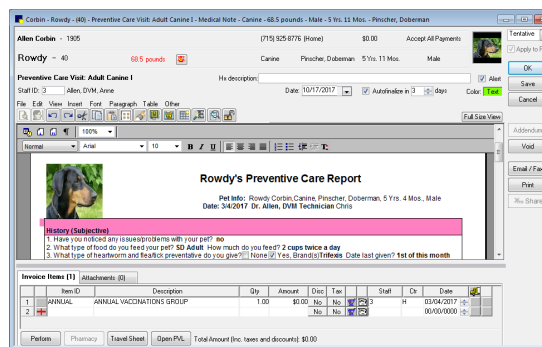 Corbin - Rowdy - (40) - Preventive Care Visit: Adult Canine I - Medical Note - Canine - 68.5 pounds - Male - 5 Yrs. 11 Mos. - Pinscher, Doberman
Allen Corbin - 1905 (715) 925-8776 (Home) $0.00 Accept All Payments
Rowdy - 40 68.5 pounds Canine Pinscher, Doberman 5 Yrs. 11 Mos. Male
Preventive Care Visit: Adult Canine I Hx description: Alert
Staff ID: 3 Allen, DVM, Anne Date: 10/17/2017 Autofinalize in 3 days Color: Text
File Edit View Insert Font Paragraph Table Other
Full Size View
100%
Normal Arial 10 B I U
Rowdy's Preventive Care Report
Pet Info: Rowdy Corbin,Canine, Pinscher, Doberman, 5 Yrs. 4 Mos., Male
Date: 3/4/2017 Dr. Allen, DVM Technician Chris
History (Subjective)
1. Have you noticed any issues/problems with your pet? no
2. What type of food do you feed your pet? SD Adult How much do you feed? 2 cups twice a day
3. What type of heartworm and flea/tick preventative do you give? None Yes, Brand(s)Trifexis Date last given? 1st of this month
Invoice Items (1) Attachments (0)
Item ID Description Qty Amount Disc Tax Staff Ctr Date
1 ANNUAL ANNUAL VACCINATIONS GROUP 1.00 $0.00 No No 3 H 03/04/2017
2 No No 00/00/0000
Perform Pharmacy Travel Sheet Open PVL Total Amount (Inc. taxes and discounts): $0.00
Tentative
Apply to
OK
Save
Cancel
Addendum
Void
Email / Fax
Print
Share